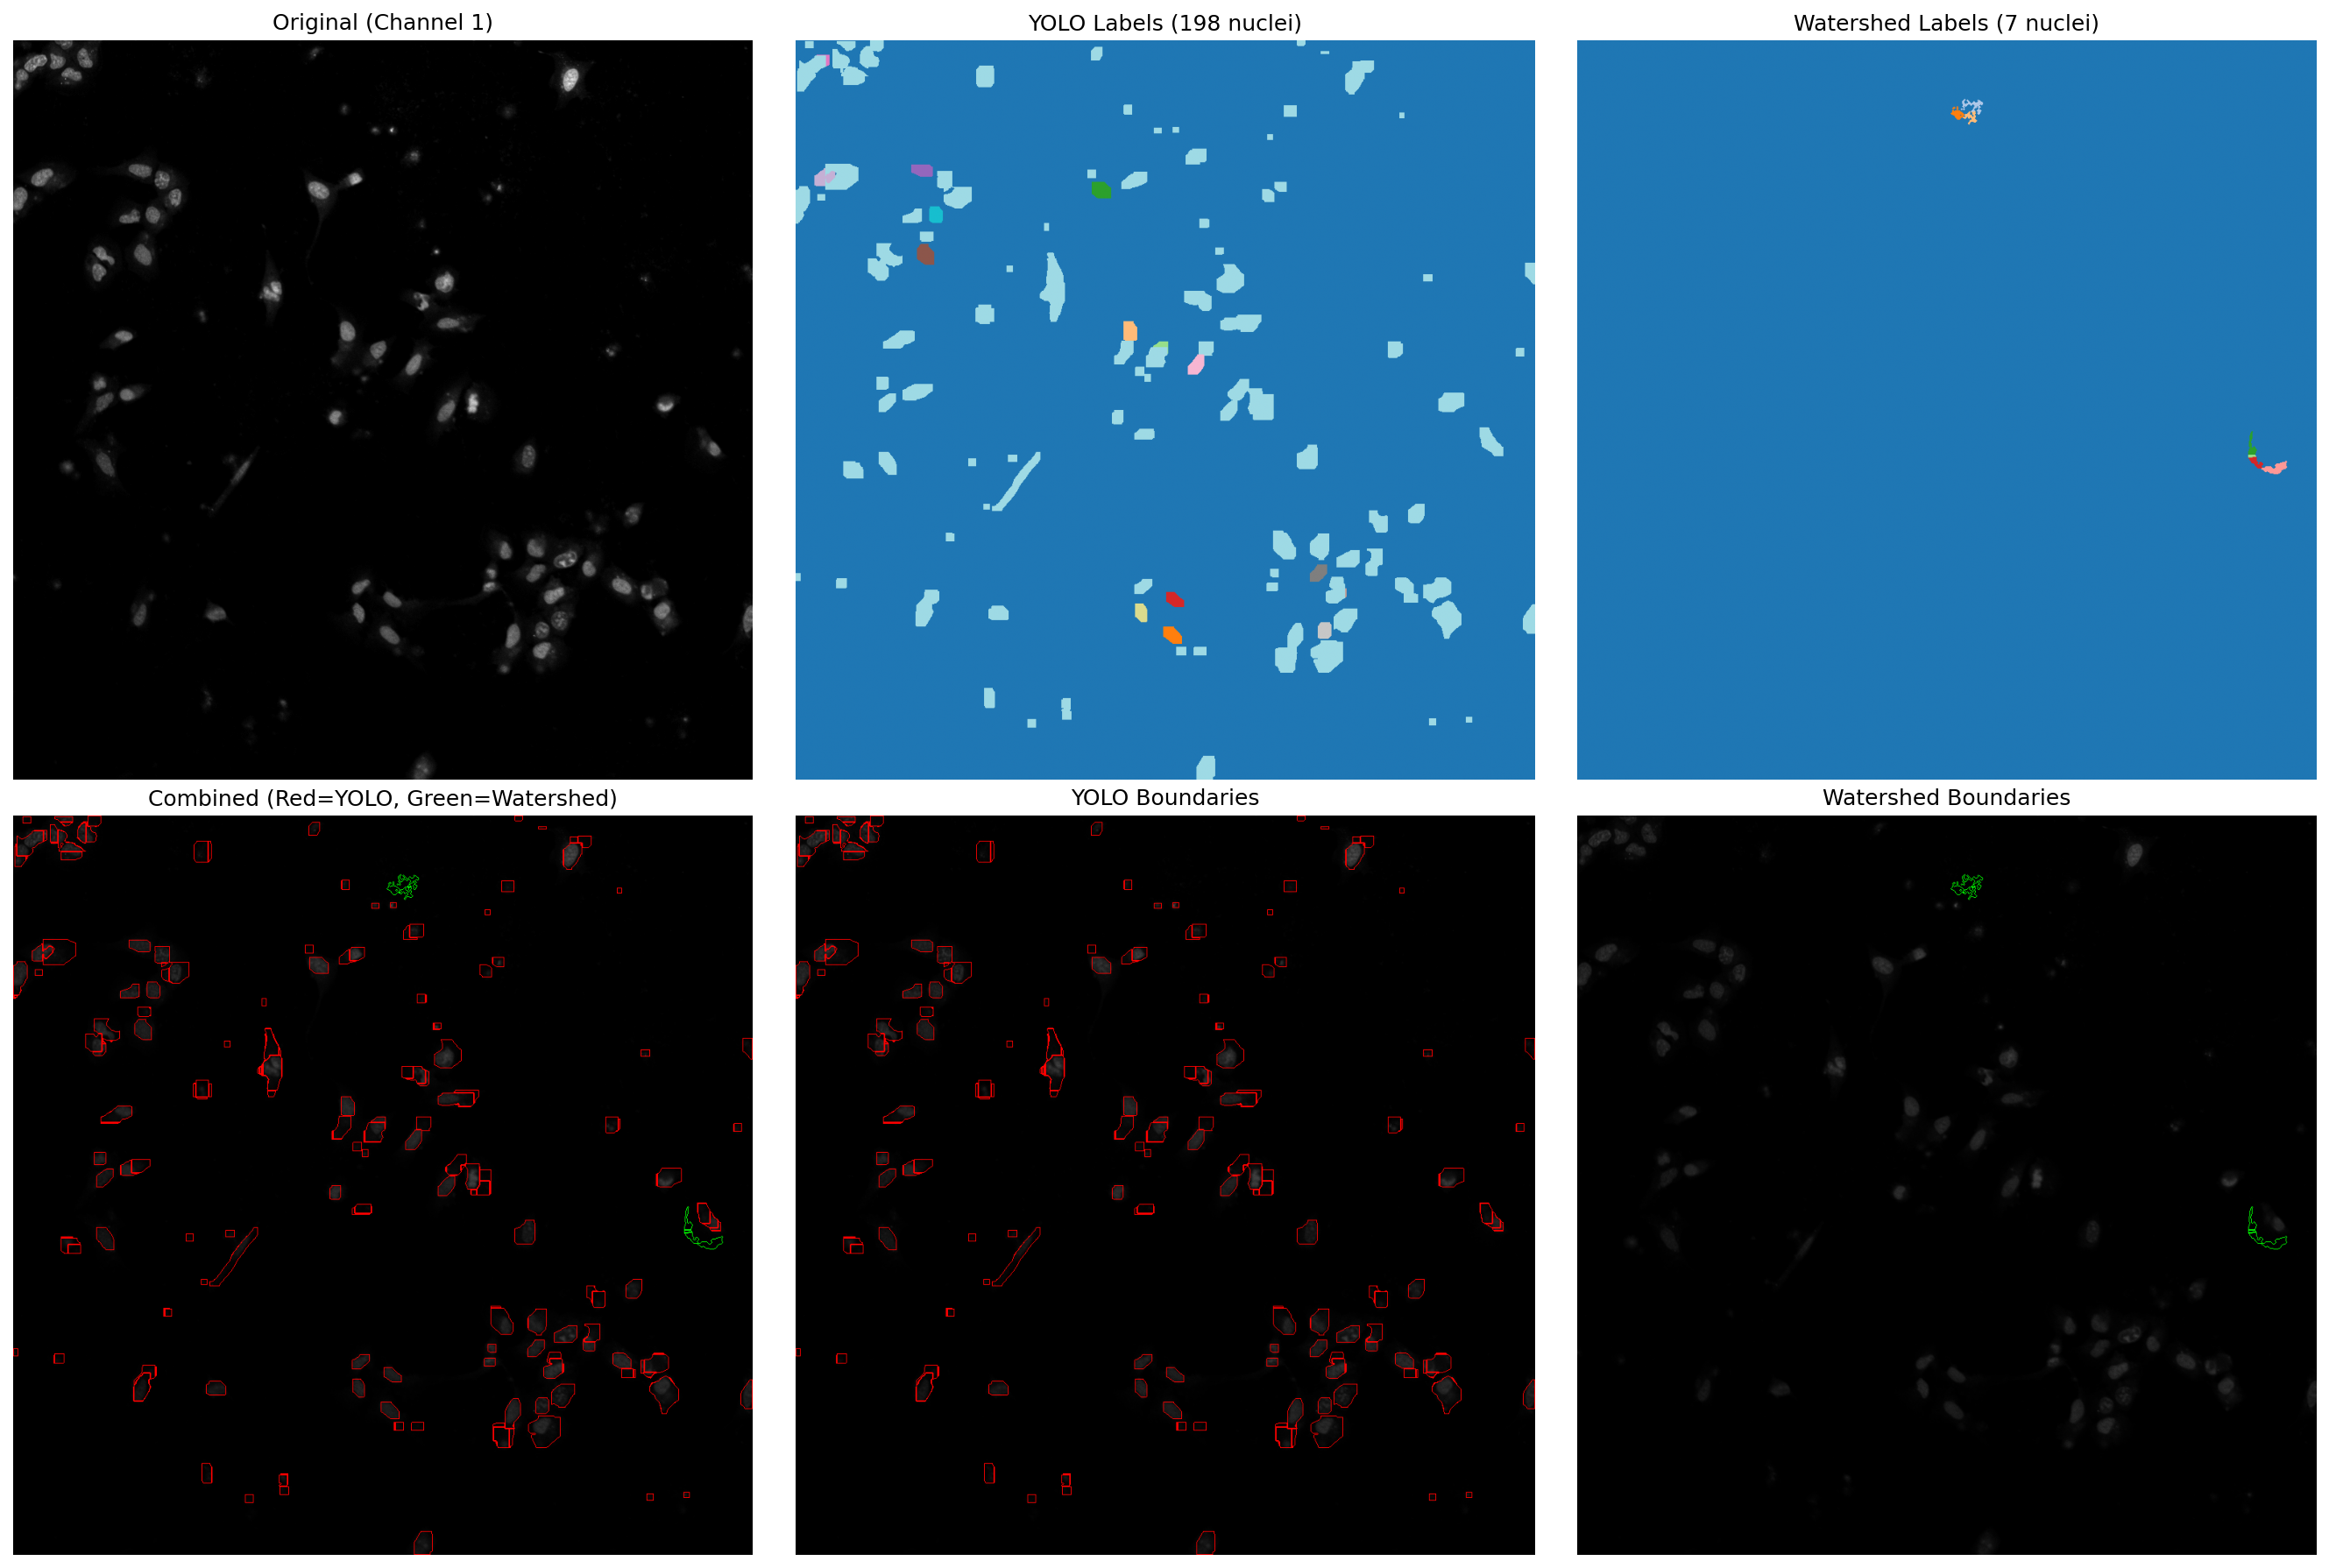 Original (Channel 1)
YOLO Labels (198 nuclei)
Watershed Labels (7 nuclei)
Combined (Red=YOLO, Green=Watershed)
YOLO Boundaries
Watershed Boundaries